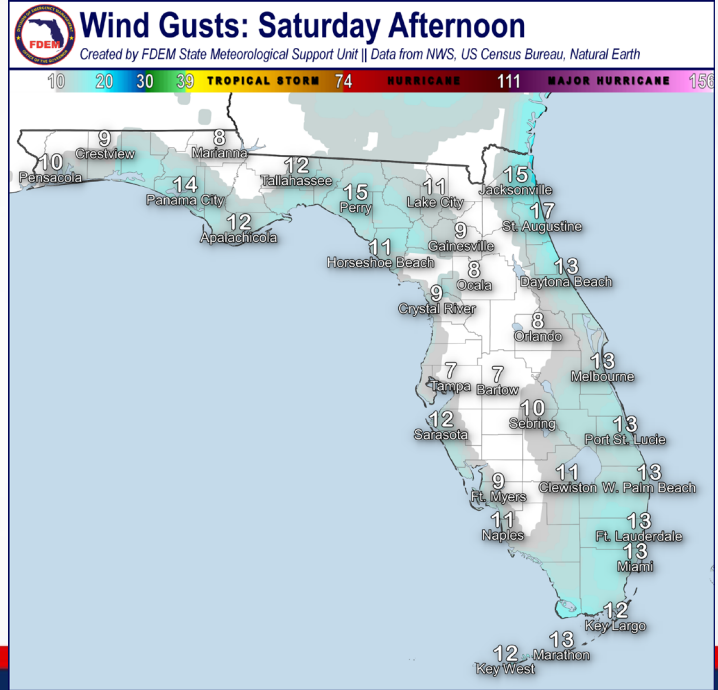 Wind Gusts: Saturday Afternoon
Created by FDEM State Meteorological Support Unit || Data from NWS, US Census Bureau, Natural Earth
FDEM
10 20 30 39 TROPICAL STORM 74 HURRICANE 111 MAJOR HURRICANE 156
9
Crestview
8
Marianna
10
Pensacola
12
Tallahassee
14
Panama City
15
Perry
11
Lake City
15
Jacksonville
12
Apalachicola
17
St. Augustine
9
Gainesville
11
Horseshoe Beach
8
Ocala
13
Daytona Beach
9
Crystal River
8
Orlando
7
Tampa
7
Bartow
13
Melbourne
12
Sarasota
10
Sebring
13
Port St. Lucie
9
Ft. Myers
11
Clewiston
13
W. Palm Beach
11
Naples
13
Ft. Lauderdale
13
Miami
12
Key Largo
13
Marathon
12
Key West